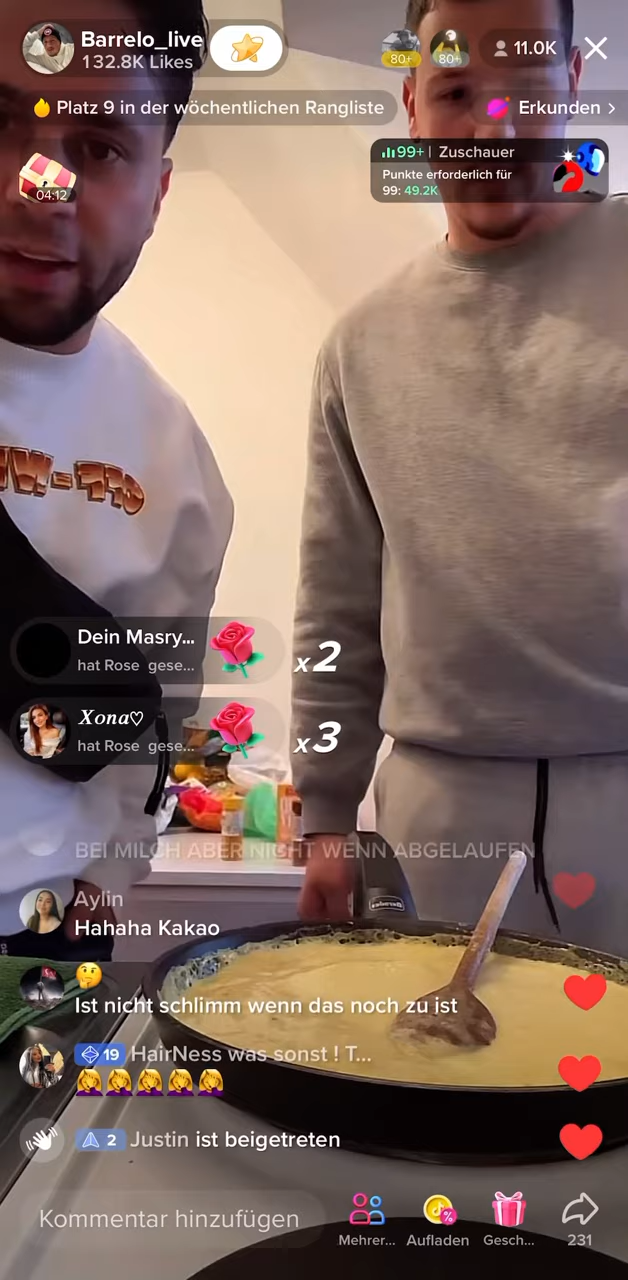 Barrelo_live
132.8K Likes
80+
80+
11.0K
Platz 9 in der wöchentlichen Rangliste
Erkunden >
04:12
99+ | Zuschauer
Punkte erforderlich für
99: 49.2K
Dein Masry...
hat Rose gese...
x2
Xona♡
hat Rose gese...
x3
BEI MILCH ABER NICHT WENN ABGELAUFEN
Aylin
Hahaha Kakao
🤔
Ist nicht schlimm wenn das noch zu ist
19 HairNess was sonst ! T...
🤦‍♀️🤦‍♀️🤦‍♀️🤦‍♀️🤦‍♀️
2 Justin ist beigetreten
Kommentar hinzufügen
Mehrer...
Aufladen
Gesch...
231